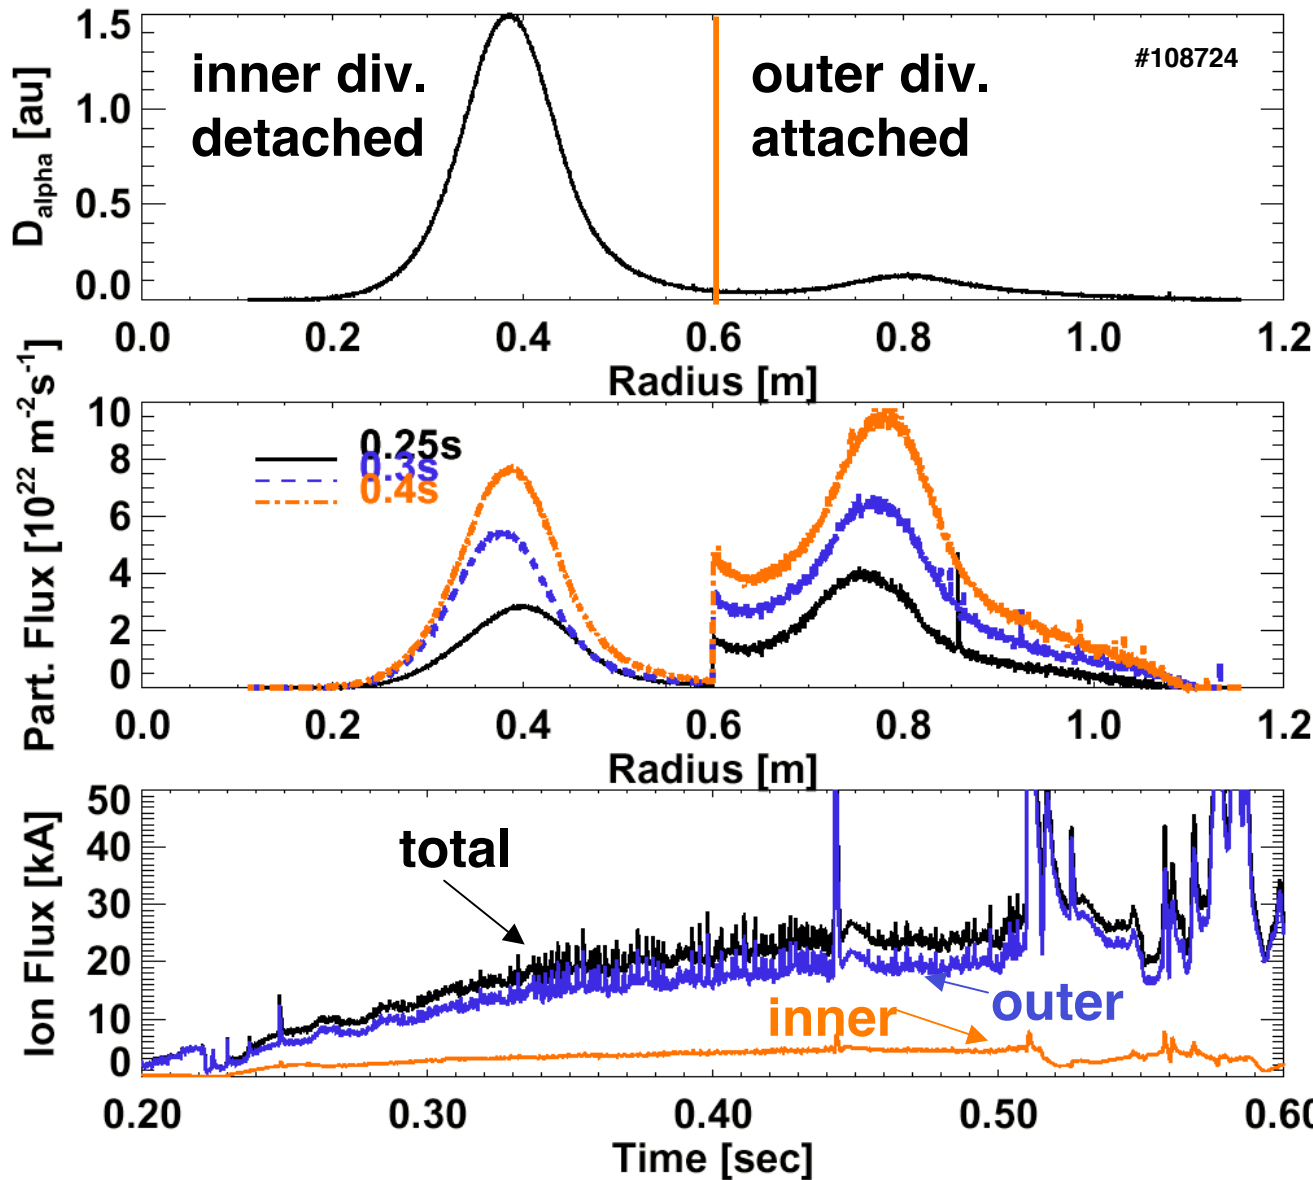 1.5
1.0
0.5
0.0
D_alpha [au]
inner div.
detached
outer div.
attached
#108724
0.0 0.2 0.4 0.6 0.8 1.0 1.2
Radius [m]
10
8
6
4
2
0
Part. Flux [10^22 m^-2 s^-1]
0.25s
0.3s
0.4s
0.0 0.2 0.4 0.6 0.8 1.0 1.2
Radius [m]
50
40
30
20
10
0
Ion Flux [kA]
total
outer
inner
0.20 0.30 0.40 0.50 0.60
Time [sec]